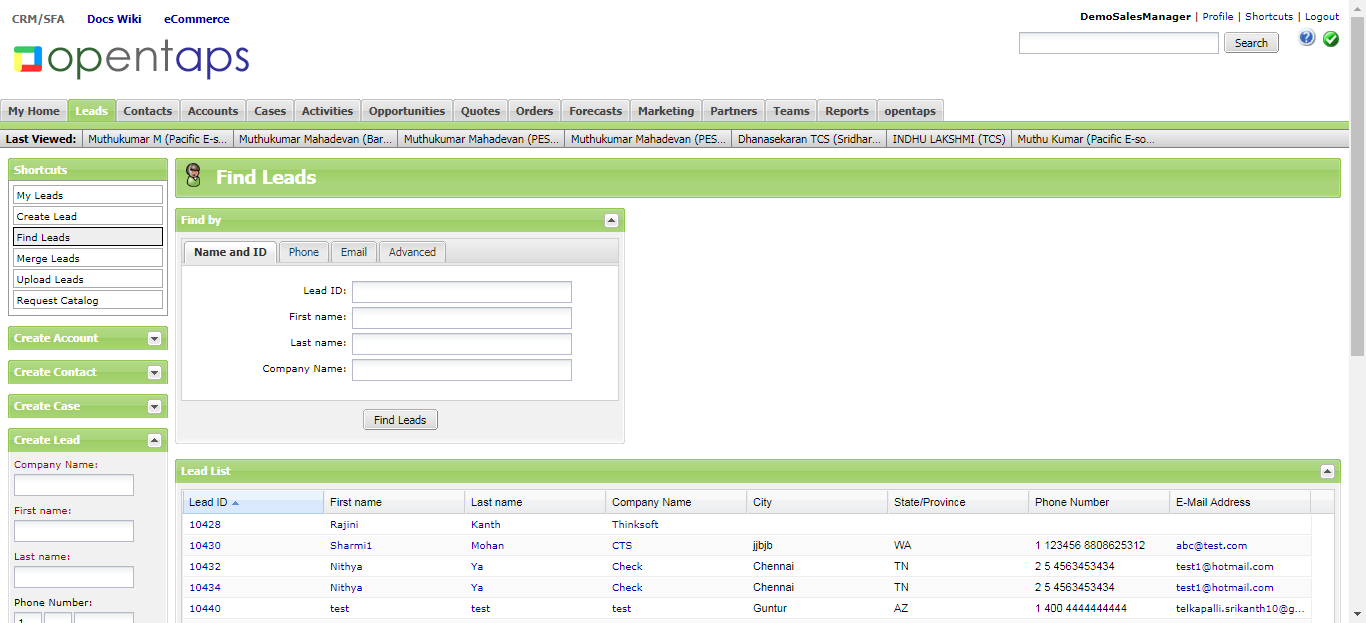 CRM/SFA Docs Wiki eCommerce
DemoSalesManager | Profile | Shortcuts | Logout
opentaps
Search
?
My Home Leads Contacts Accounts Cases Activities Opportunities Quotes Orders Forecasts Marketing Partners Teams Reports opentaps
Last Viewed: Muthukumar M (Pacific E-s... Muthukumar Mahadevan (Bar... Muthukumar Mahadevan (PES... Muthukumar Mahadevan (PES... Dhanasekaran TCS (Sridhar... INDHU LAKSHMI (TCS) Muthu Kumar (Pacific E-so...
Shortcuts
My Leads
Create Lead
Find Leads
Merge Leads
Upload Leads
Request Catalog
Create Account
Create Contact
Create Case
Create Lead
Company Name:
First name:
Last name:
Phone Number:
1
Find Leads
Find by
Name and ID Phone Email Advanced
Lead ID:
First name:
Last name:
Company Name:
Find Leads
Lead List
Lead ID First name Last name Company Name City State/Province Phone Number E-Mail Address
10428 Rajini Kanth Thinksoft
10430 Sharmi1 Mohan CTS jjbjb WA 1 123456 8808625312 abc@test.com
10432 Nithya Ya Check Chennai TN 2 5 4563453434 test1@hotmail.com
10434 Nithya Ya Check Chennai TN 2 5 4563453434 test1@hotmail.com
10440 test test test Guntur AZ 1 400 4444444444 telkapalli.srikanth10@g...